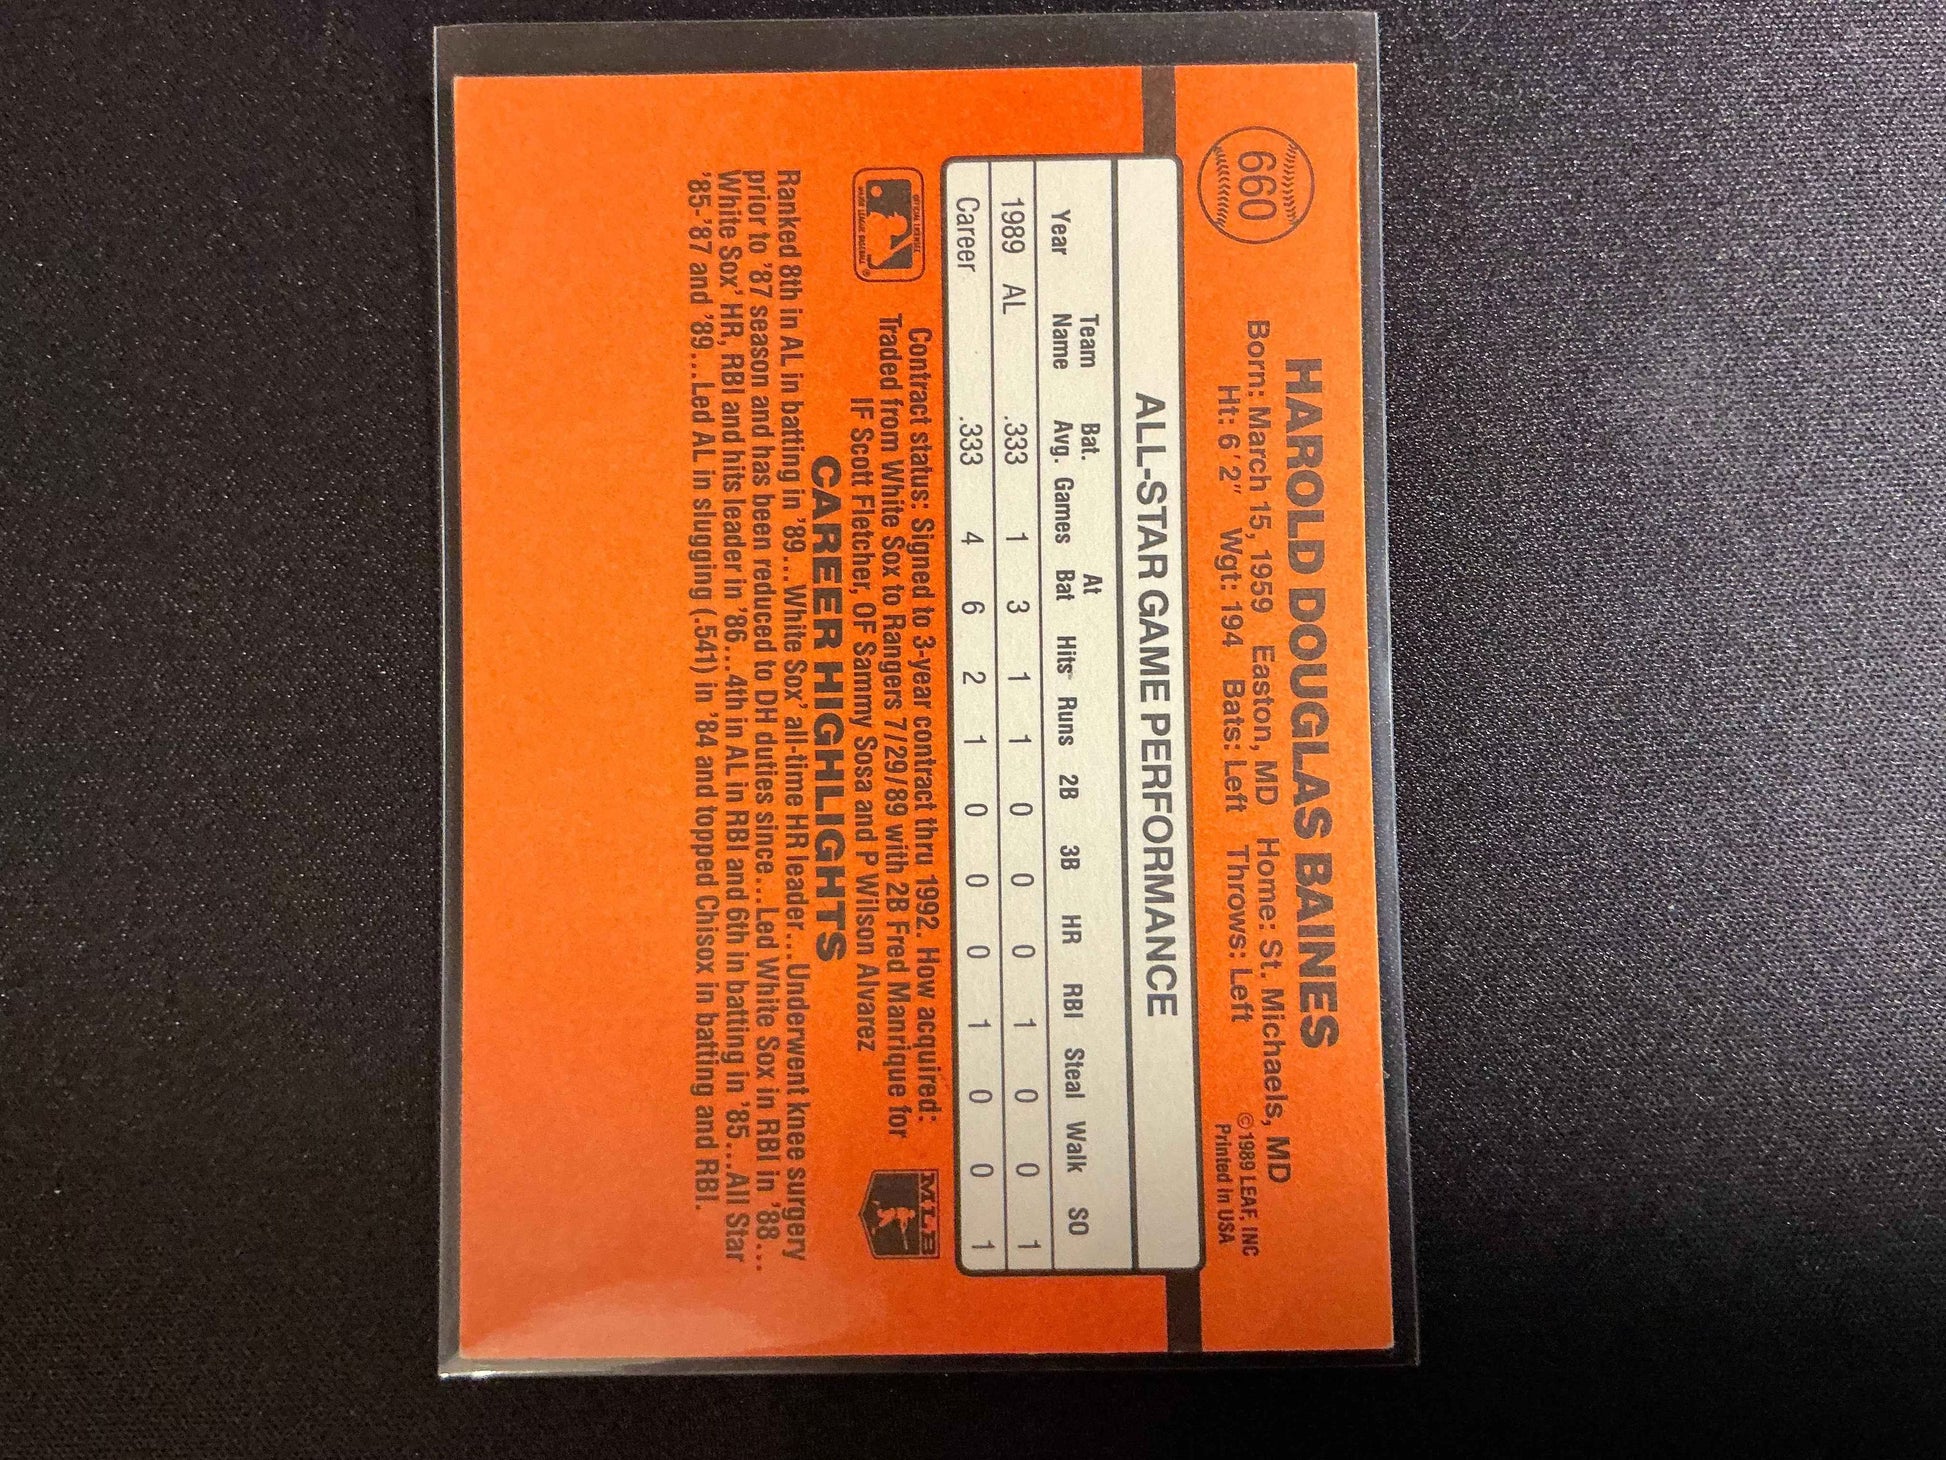 660
HAROLD DOUGLAS BAINES
Born: March 15, 1959 Easton, MD Home: St. Michaels, MD
Ht: 6'2" Wgt: 194 Bats: Left Throws: Left
©1989 LEAF, INC
Printed in USA
ALL-STAR GAME PERFORMANCE
Year Team Name Bat. Avg. Games At Bat Hits Runs 2B 3B HR RBI Steal Walk SO
1989 AL .333 1 3 1 1 0 0 0 1 0 0 1
Career .333 4 6 2 1 0 0 0 1 0 0 1
OFFICIAL LICENSEE
MAJOR LEAGUE BASEBALL ®
Contract status: Signed to 3-year contract thru 1992. How acquired:
Traded from White Sox to Rangers 7/29/89 with 2B Fred Manrique for
IF Scott Fletcher, OF Sammy Sosa and P Wilson Alvarez
MLB
CAREER HIGHLIGHTS
Ranked 8th in AL in batting in '89...White Sox' all-time HR leader...Underwent knee surgery
prior to '87 season and has been reduced to DH duties since...Led White Sox in RBI in '88...
White Sox' HR, RBI and hits leader in '86...4th in AL in RBI and 6th in batting in '85...All Star
'85-'87 and '89...Led AL in slugging (.541) in '84 and topped Chisox in batting and RBI.